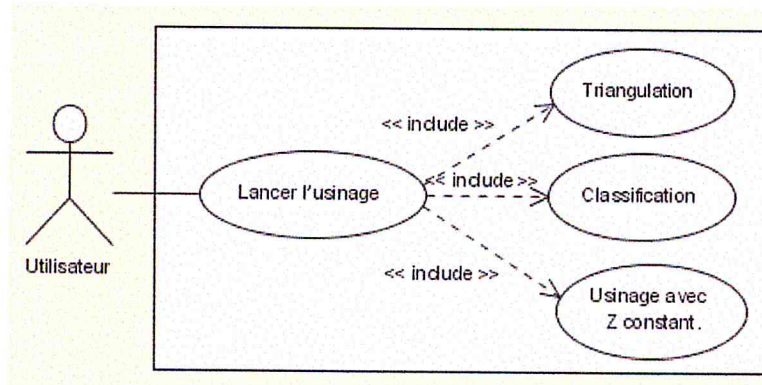 Triangulation
<< include >>
Lancer l'usinage
<< include >>
Classification
Utilisateur
<< include >>
Usinage avec
Z constant.